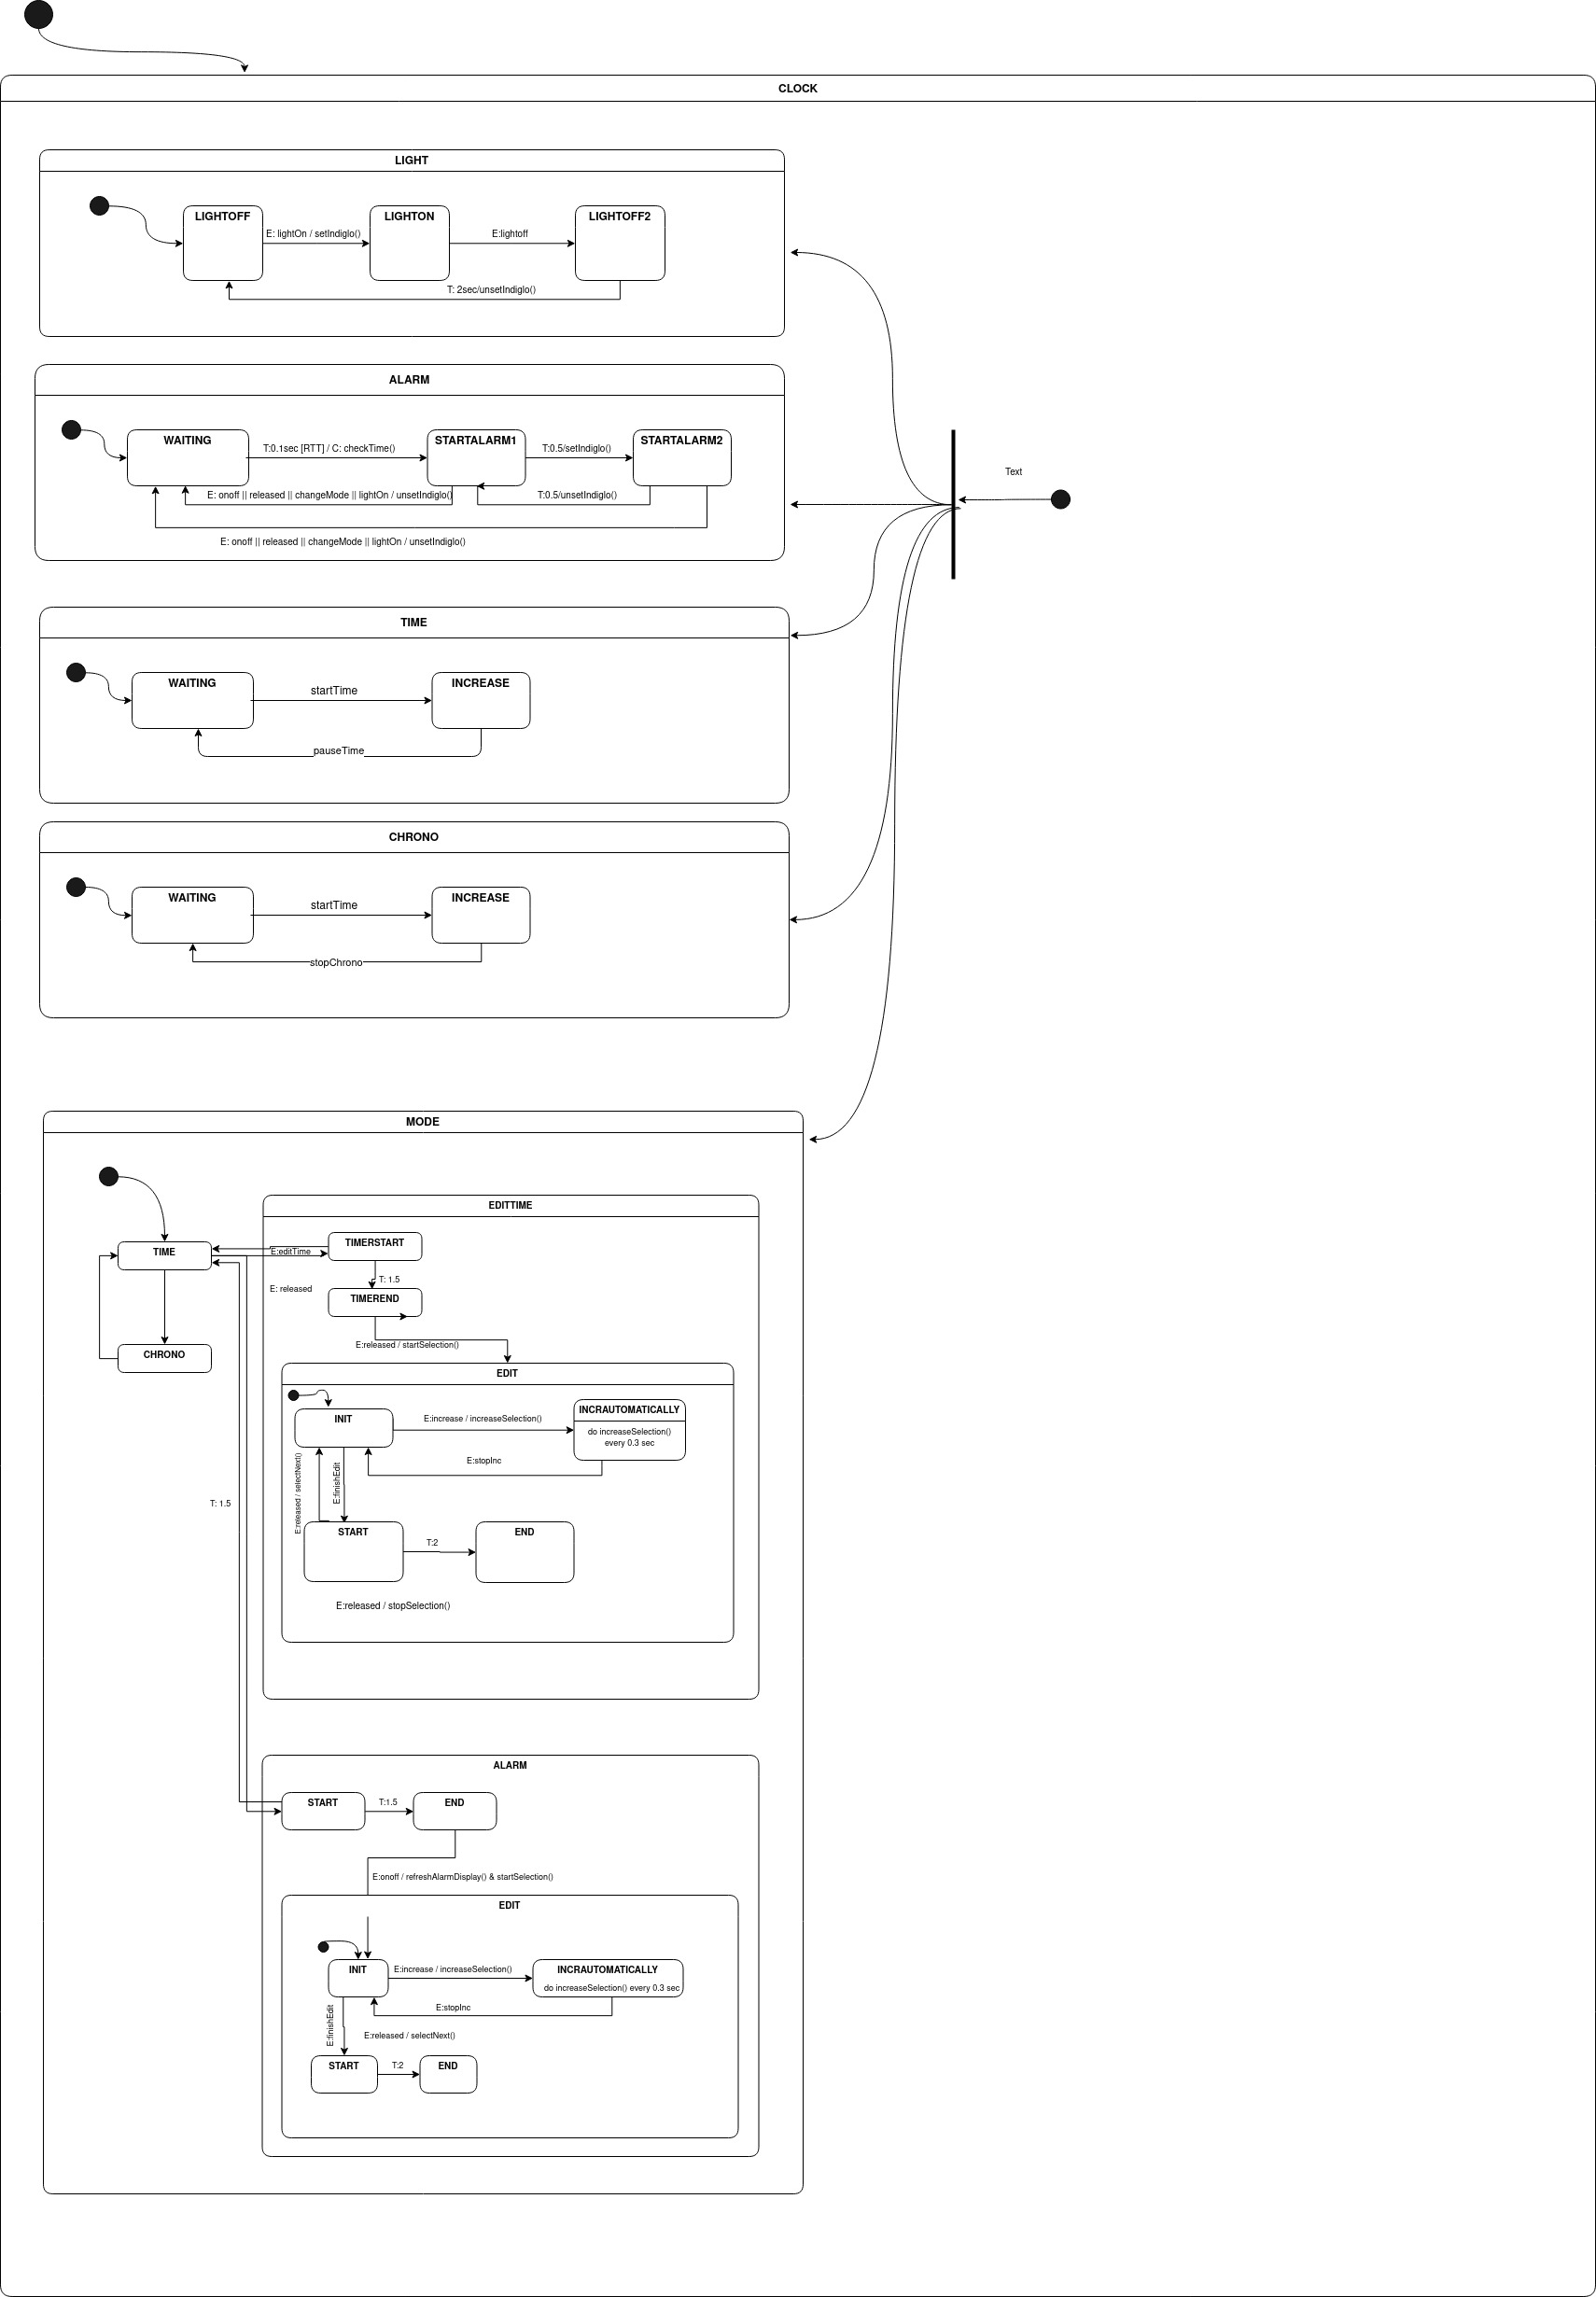 CLOCK
LIGHT
LIGHTOFF
LIGHTON
LIGHTOFF2
E: lightOn / setIndiglo()
E:lightoff
T: 2sec/unsetIndiglo()
ALARM
WAITING
STARTALARM1
STARTALARM2
T:0.1sec [RTT] / C: checkTime()
T:0.5/setIndiglo()
E: onoff || released || changeMode || lightOn / unsetIndiglo()
T:0.5/unsetIndiglo()
E: onoff || released || changeMode || lightOn / unsetIndiglo()
Text
TIME
WAITING
startTime
INCREASE
pauseTime
CHRONO
WAITING
startTime
INCREASE
stopChrono
MODE
EDITTIME
TIMERSTART
TIME
E:editTime
T: 1.5
E: released
TIMEREND
E:released / startSelection()
CHRONO
EDIT
INIT
E:increase / increaseSelection()
INCRAUTOMATICALLY
do increaseSelection()
every 0.3 sec
E:stopInc
E:released / selectNext()
E:finishEdit
T: 1.5
START
T:2
END
E:released / stopSelection()
ALARM
START
T:1.5
END
E:onoff / refreshAlarmDisplay() & startSelection()
EDIT
INIT
E:increase / increaseSelection()
INCRAUTOMATICALLY
do increaseSelection() every 0.3 sec
E:stopInc
E:finishEdit
E:released / selectNext()
START
T:2
END